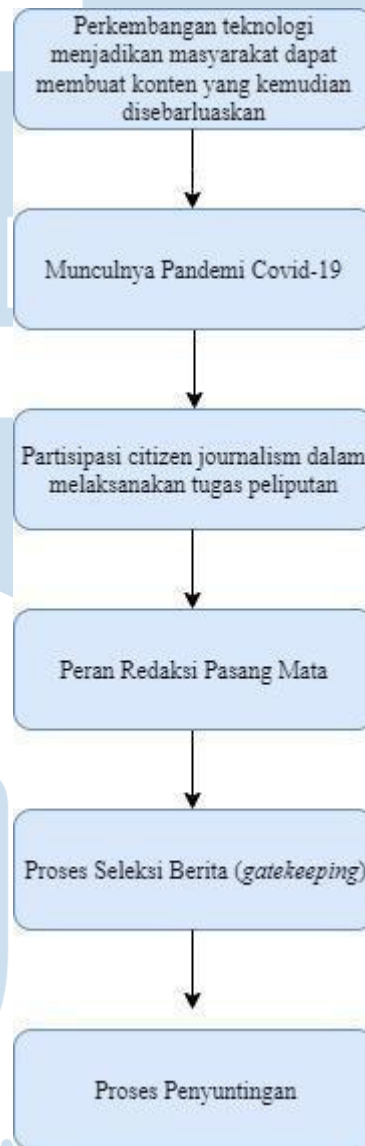 Perkembangan teknologi
menjadikan masyarakat dapat
membuat konten yang kemudian
disebarluaskan
Munculnya Pandemi Covid-19
Partisipasi citizen journalism dalam
melaksanakan tugas peliputan
Peran Redaksi Pasang Mata
Proses Seleksi Berita (gatekeeping)
Proses Penyuntingan